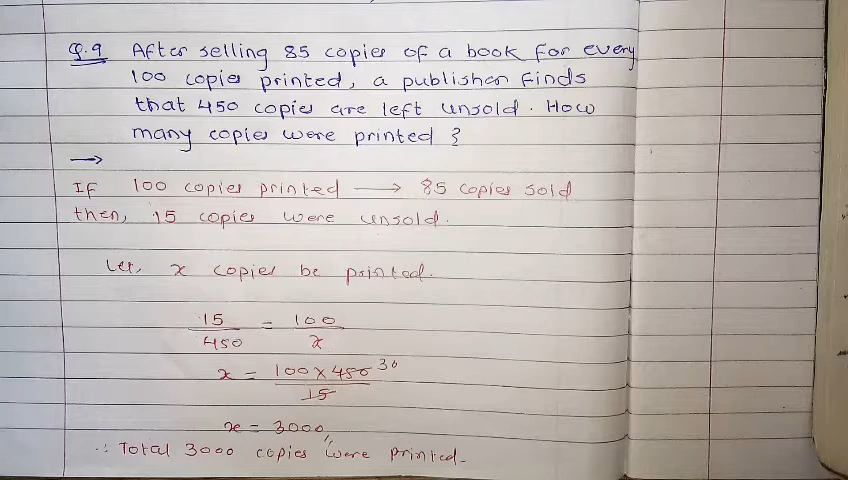 Q.9 After selling 85 copies of a book for every
100 copies printed, a publisher finds
that 450 copies are left unsold. How
many copies were printed ?
→
If 100 copies printed → 85 copies sold
then, 15 copies were unsold.
Let, x copies be printed.
15/450 = 100/x
x = 100 × 450 30 / 15
x = 3000
∴ Total 3000 copies were printed.